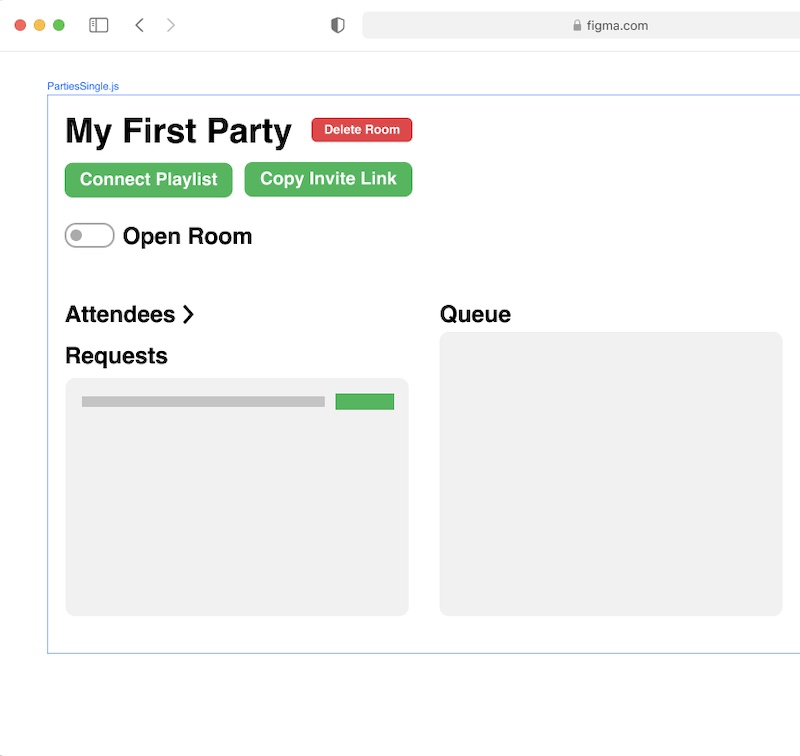 figma.com
PartiesSingle.js
My First Party
Delete Room
Connect Playlist
Copy Invite Link
Open Room
Attendees
Queue
Requests